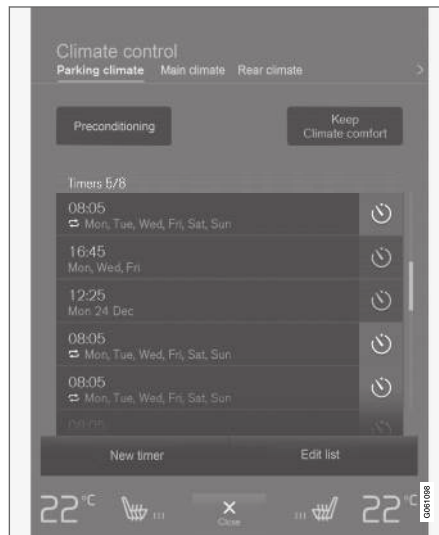 Climate control
Parking climate Main climate Rear climate
Preconditioning
Keep
Climate comfort
Timers 5/8
08:05
Mon, Tue, Wed, Fri, Sat, Sun
16:45
Mon, Wed, Fri
12:25
Mon 24 Dec
08:05
Mon, Tue, Wed, Fri, Sat, Sun
08:05
Mon, Tue, Wed, Fri, Sat, Sun
08:05
New timer Edit list
22°C 22°C
Close
G061098